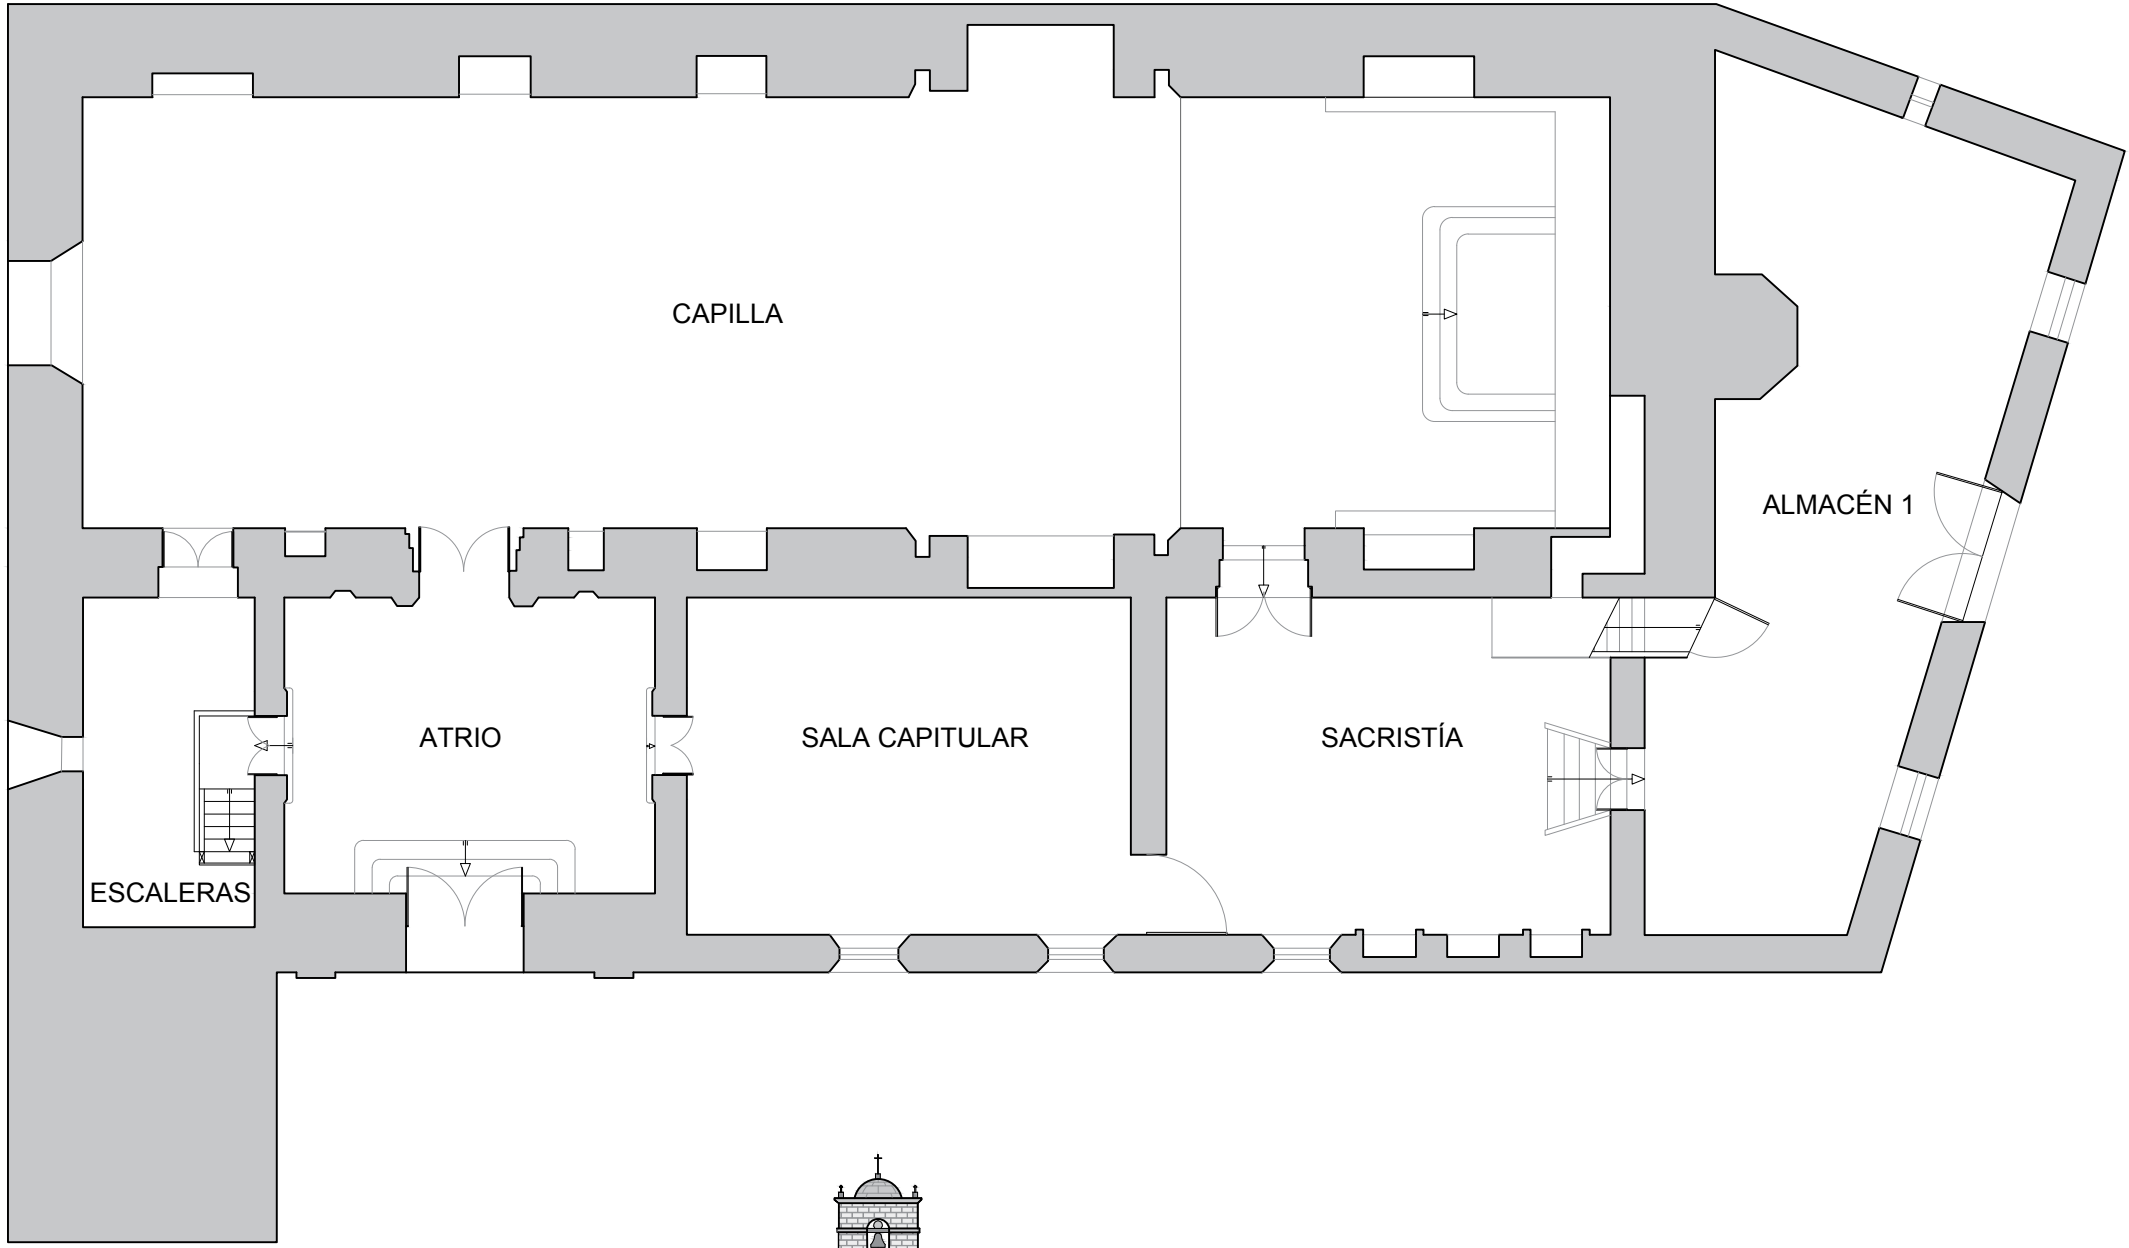 CAPILLA
ALMACÉN 1
ATRIO
SALA CAPITULAR
SACRISTÍA
ESCALERAS